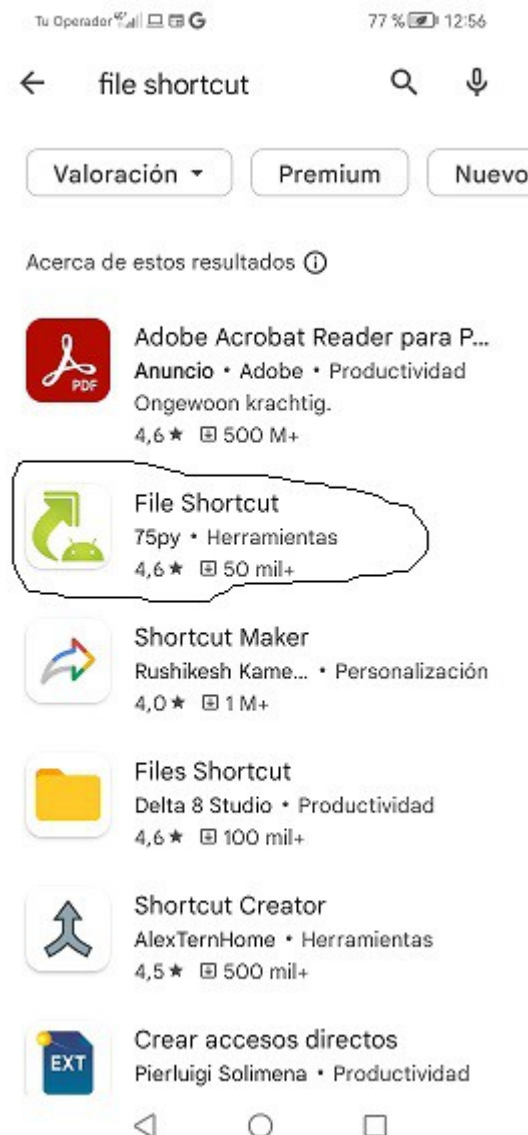 Tu Operador 77 % 12:56
file shortcut
Valoración Premium Nuevo
Acerca de estos resultados
Adobe Acrobat Reader para P...
Anuncio • Adobe • Productividad
Ongewoon krachtig.
4,6★ 500 M+
PDF
File Shortcut
75py • Herramientas
4,6★ 50 mil+
Shortcut Maker
Rushikesh Kame... • Personalización
4,0★ 1 M+
Files Shortcut
Delta 8 Studio • Productividad
4,6★ 100 mil+
Shortcut Creator
AlexTernHome • Herramientas
4,5★ 500 mil+
Crear accesos directos
EXT
Pierluigi Solimena • Productividad